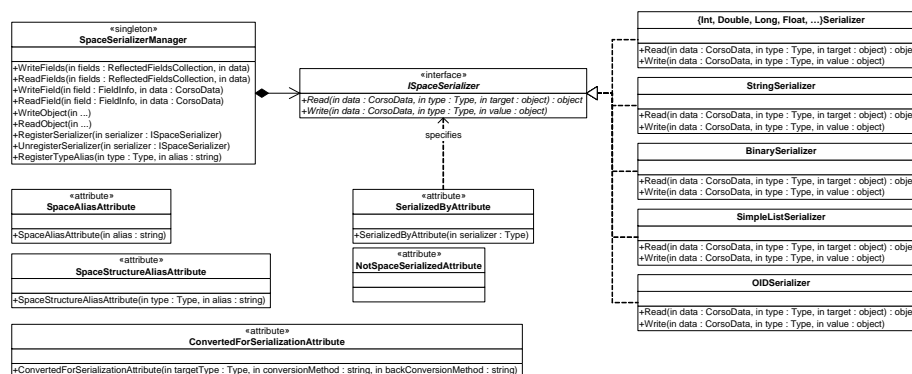 «singleton»
SpaceSerializerManager
+WriteFields(in fields : ReflectedFieldsCollection, in data)
+ReadFields(in fields : ReflectedFieldsCollection, in data)
+WriteField(in field : FieldInfo, in data : CorsoData)
+ReadField(in field : FieldInfo, in data : CorsoData)
+WriteObject(in ...)
+ReadObject(in ...)
+RegisterSerializer(in serializer : ISpaceSerializer)
+UnregisterSerializer(in serializer : ISpaceSerializer)
+RegisterTypeAlias(in type : Type, in alias : string)
«interface»
ISpaceSerializer
+Read(in data : CorsoData, in type : Type, in target : object) : object
+Write(in data : CorsoData, in type : Type, in value : object)
specifies
{Int, Double, Long, Float, ...}Serializer
+Read(in data : CorsoData, in type : Type, in target : object) : obje
+Write(in data : CorsoData, in type : Type, in value : object)
StringSerializer
+Read(in data : CorsoData, in type : Type, in target : object) : obje
+Write(in data : CorsoData, in type : Type, in value : object)
BinarySerializer
+Read(in data : CorsoData, in type : Type, in target : object) : obje
+Write(in data : CorsoData, in type : Type, in value : object)
SimpleListSerializer
+Read(in data : CorsoData, in type : Type, in target : object) : obje
+Write(in data : CorsoData, in type : Type, in value : object)
OIDSerializer
+Read(in data : CorsoData, in type : Type, in target : object) : obje
+Write(in data : CorsoData, in type : Type, in value : object)
«attribute»
SpaceAliasAttribute
+SpaceAliasAttribute(in alias : string)
«attribute»
SerializedByAttribute
+SerializedByAttribute(in serializer : Type)
«attribute»
SpaceStructureAliasAttribute
+SpaceStructureAliasAttribute(in type : Type, in alias : string)
«attribute»
NotSpaceSerializedAttribute
«attribute»
ConvertedForSerializationAttribute
+ConvertedForSerializationAttribute(in targetType : Type, in conversionMethod : string, in backConversionMethod : string)